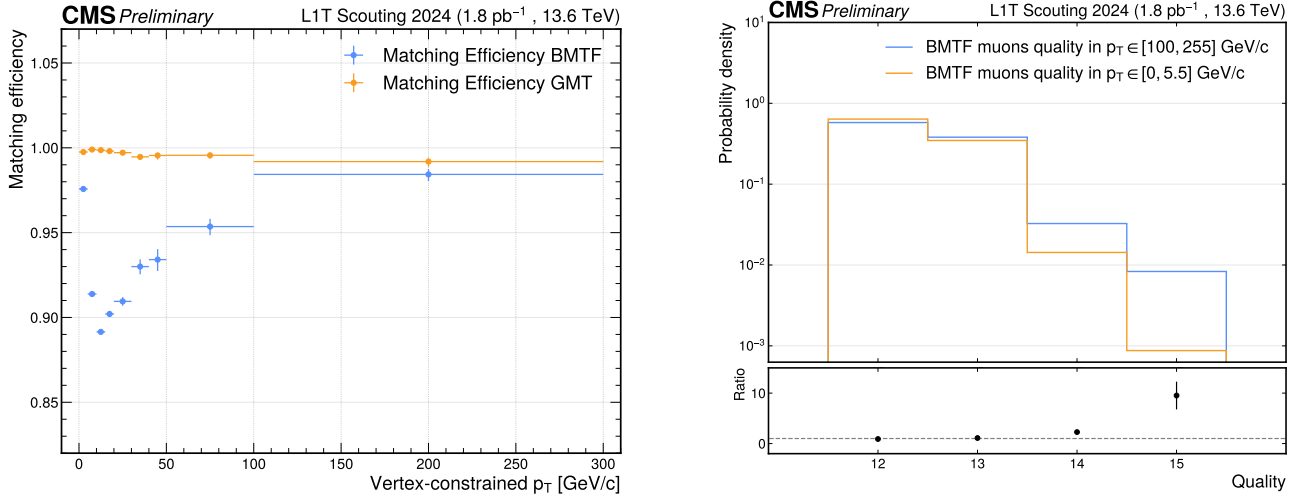 CMS Preliminary L1T Scouting 2024 (1.8 pb⁻¹ , 13.6 TeV)
Matching efficiency
Matching Efficiency BMTF
Matching Efficiency GMT
1.05
1.00
0.95
0.90
0.85
0 50 100 150 200 250 300
Vertex-constrained p_T [GeV/c]
CMS Preliminary L1T Scouting 2024 (1.8 pb⁻¹ , 13.6 TeV)
Probability density
BMTF muons quality in p_T ∈ [100, 255] GeV/c
BMTF muons quality in p_T ∈ [0, 5.5] GeV/c
10¹
10⁰
10⁻¹
10⁻²
10⁻³
Ratio
10
0
12 13 14 15
Quality